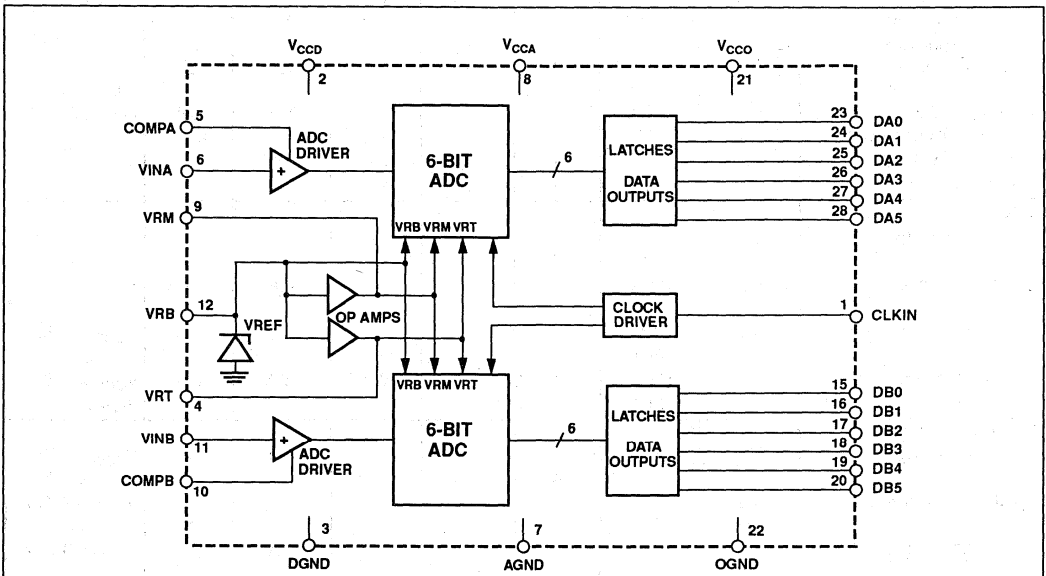 VCCD
2
VCCA
8
VCCO
21
COMPA
5
VINA
6
VRM
9
VRB
12
VRT
4
VINB
11
COMPB
10
ADC
DRIVER
+
6-BIT
ADC
VRB VRM VRT
6
LATCHES
DATA
OUTPUTS
23
DA0
24
DA1
25
DA2
26
DA3
27
DA4
28
DA5
VREF
OP AMPS
CLOCK
DRIVER
1
CLKIN
+
ADC
DRIVER
VRB VRM VRT
6-BIT
ADC
6
LATCHES
DATA
OUTPUTS
15
DB0
16
DB1
17
DB2
18
DB3
19
DB4
20
DB5
3
DGND
7
AGND
22
OGND